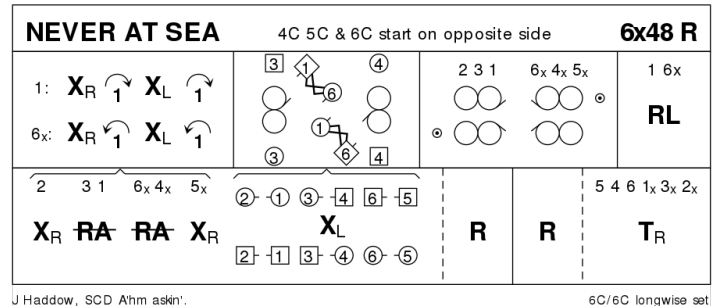 NEVER AT SEA 4C 5C & 6C start on opposite side 6x48 R
1: XR 1 XL 1
6x: XR 1 XL 1
3 1 4
6
1
3 6 4
2 3 1 6x 4x 5x
1 6x
RL
2 3 1 6x 4x 5x
XR RA RA XR
2 1 3 4 6 5
XL
2 1 3 4 6 5
R
R
5 4 6 1x 3x 2x
TR
J Haddow, SCD A'hm askin'. 6C/6C longwise set